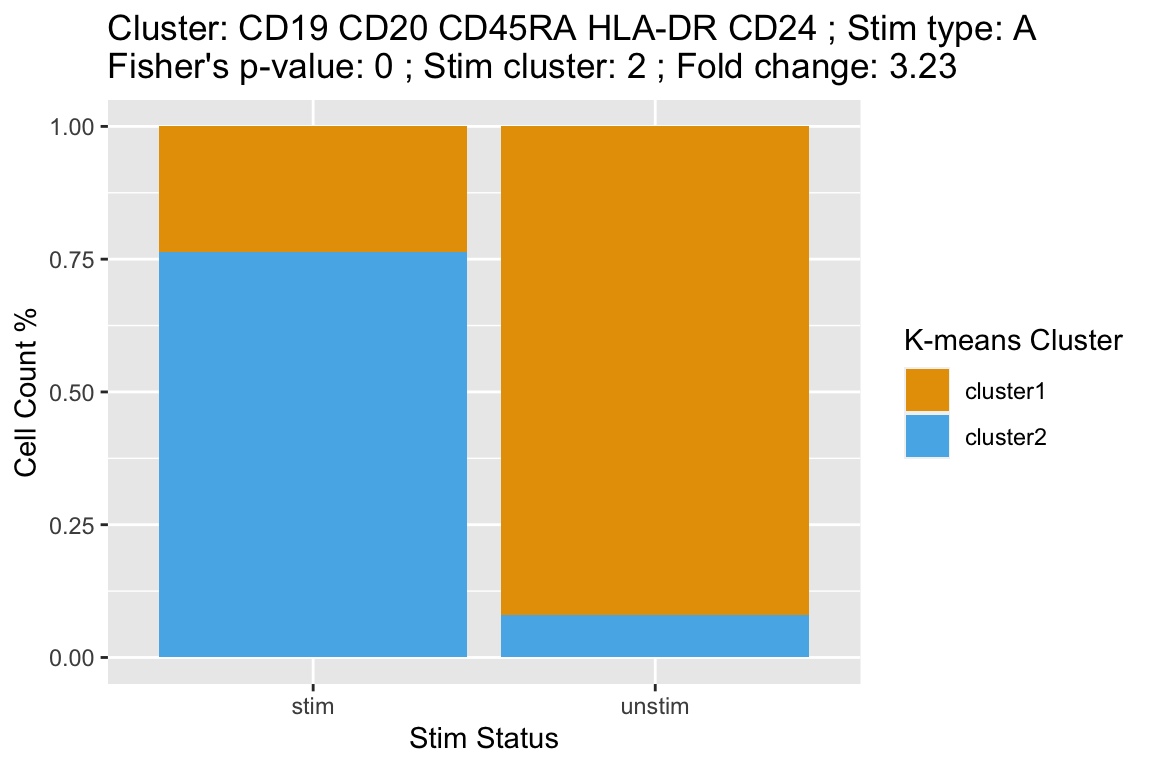 Cluster: CD19 CD20 CD45RA HLA-DR CD24 ; Stim type: A
Fisher's p-value: 0 ; Stim cluster: 2 ; Fold change: 3.23
1.00
0.75
0.50
0.25
0.00
Cell Count %
stim
unstim
Stim Status
K-means Cluster
cluster1
cluster2